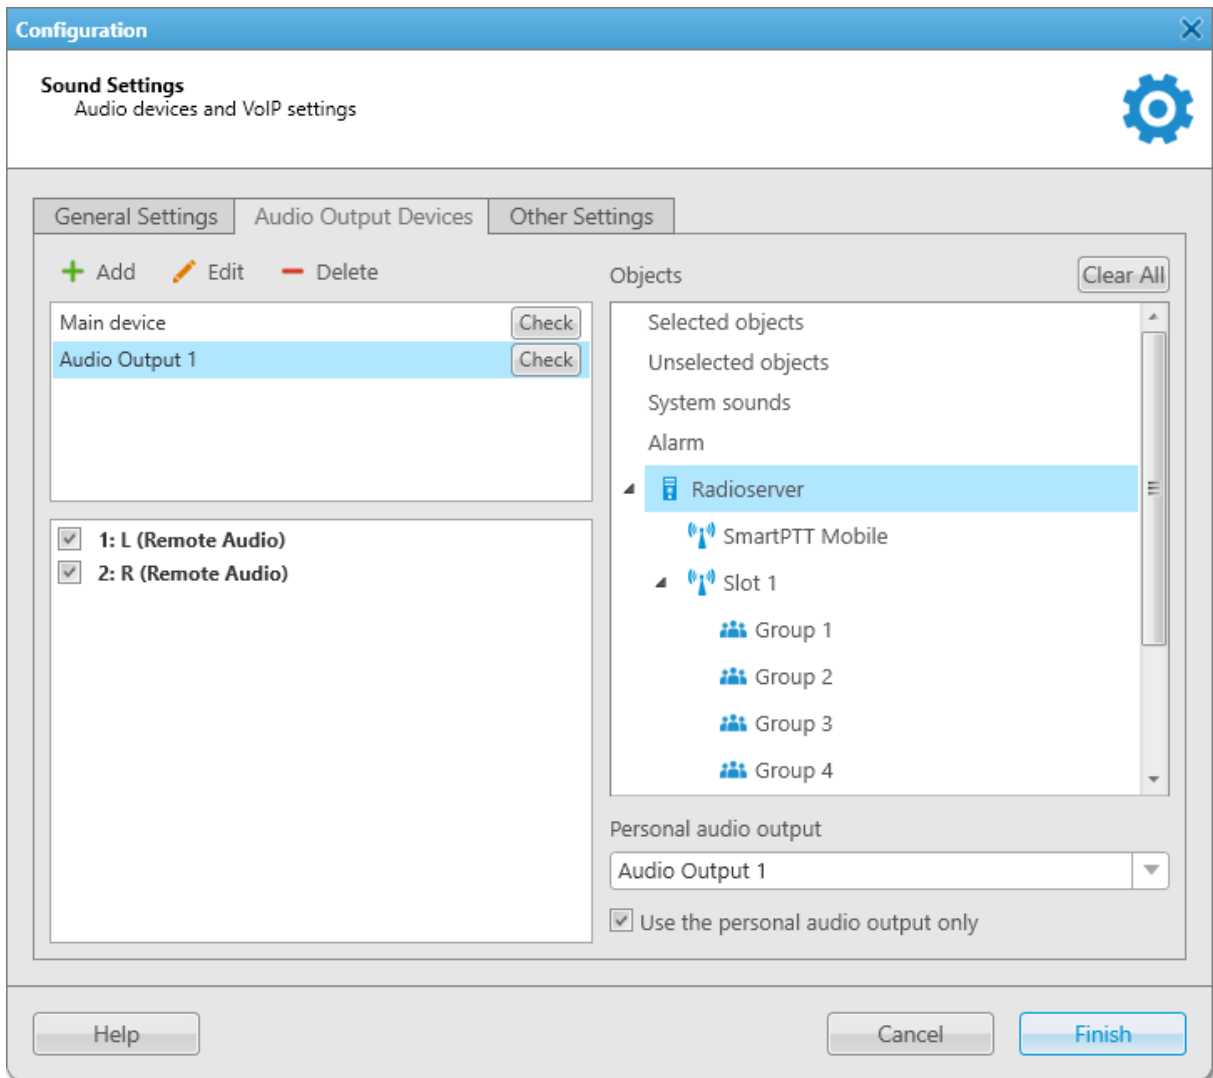 Configuration
Sound Settings
Audio devices and VoIP settings
General Settings
Audio Output Devices
Other Settings
Add
Edit
Delete
Main device
Check
Audio Output 1
Check
1: L (Remote Audio)
2: R (Remote Audio)
Objects
Clear All
Selected objects
Unselected objects
System sounds
Alarm
Radioserver
SmartPTT Mobile
Slot 1
Group 1
Group 2
Group 3
Group 4
Personal audio output
Audio Output 1
Use the personal audio output only
Help
Cancel
Finish